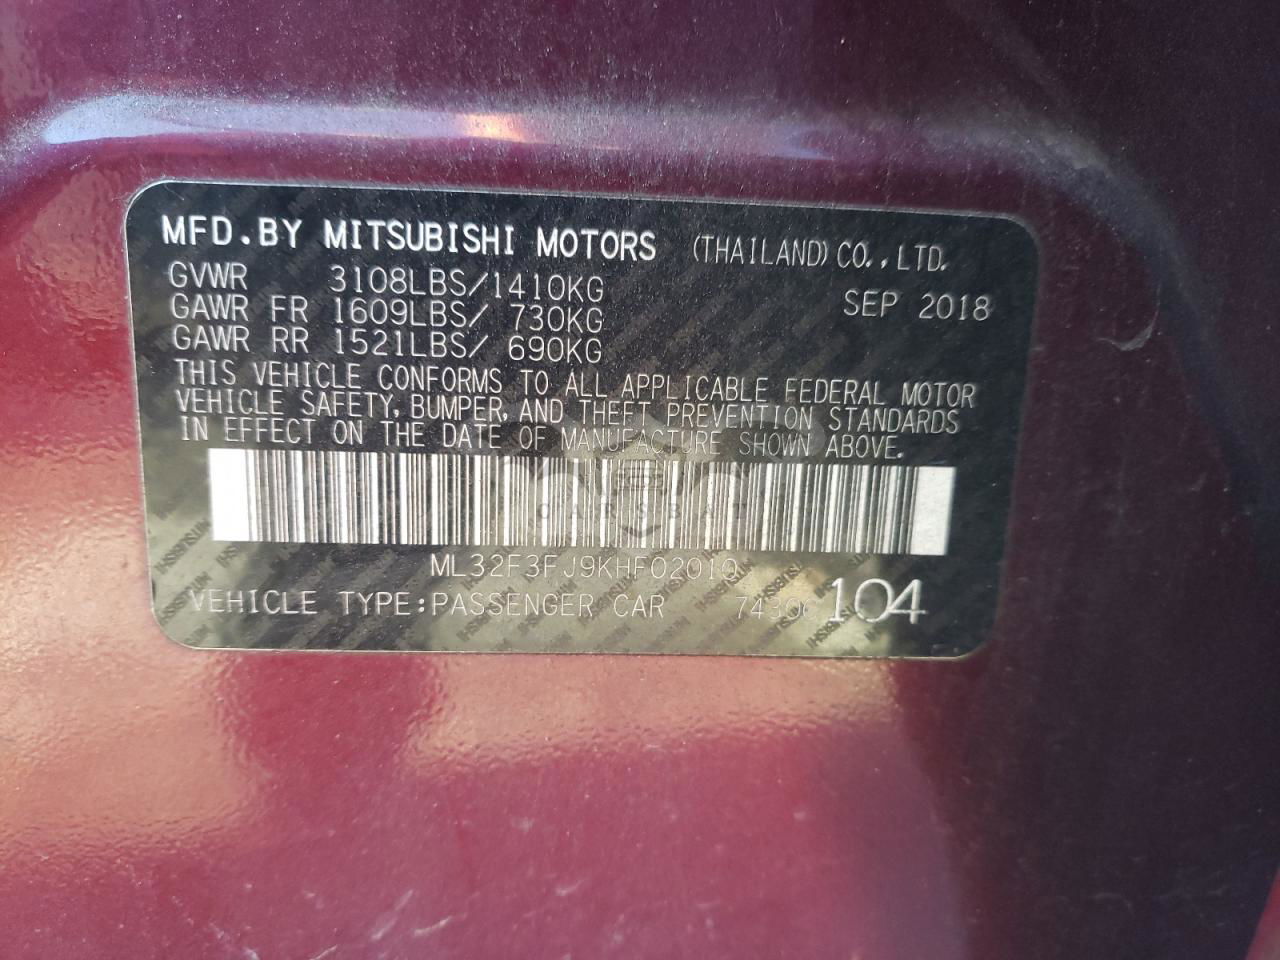 MFD.BY MITSUBISHI MOTORS (THAILAND) CO.,LTD.
GVWR 3108LBS/1410KG SEP 2018
GAWR FR 1609LBS/ 730KG
GAWR RR 1521LBS/ 690KG
THIS VEHICLE CONFORMS TO ALL APPLICABLE FEDERAL MOTOR
VEHICLE SAFETY, BUMPER, AND THEFT PREVENTION STANDARDS
IN EFFECT ON THE DATE OF MANUFACTURE SHOWN ABOVE.
CARSBAT
ML32F3FJ9KHF02010
VEHICLE TYPE:PASSENGER CAR 104